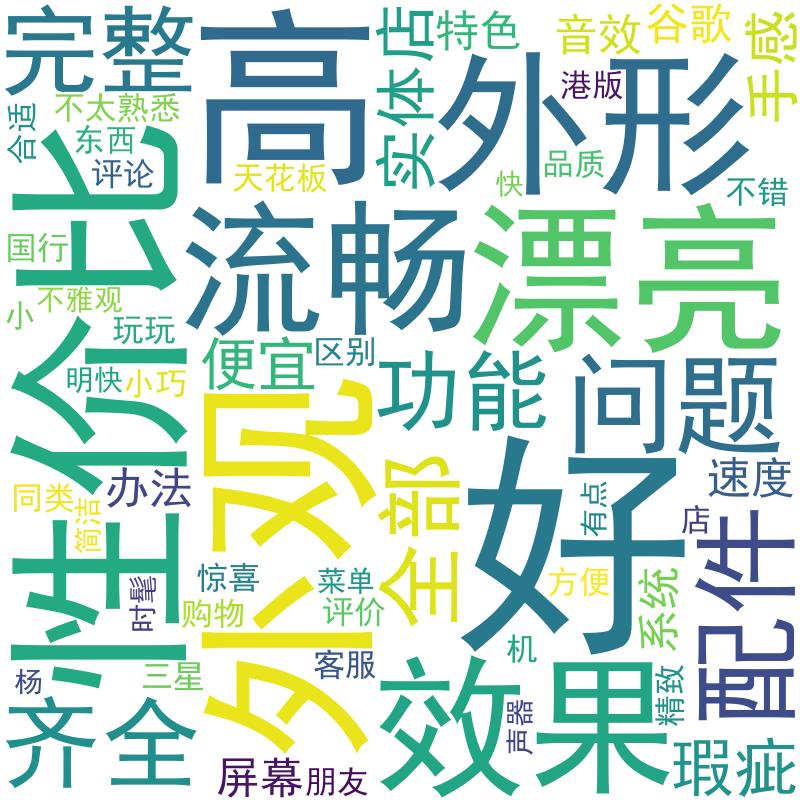 完整
高
实体店
特色
音效
谷歌
手感
外形
港版
合适
不太熟悉
东西
评论
天花板
快
品质
不错
性价比
流畅
漂亮
国行
不雅观
小
玩玩
明快
小巧
便宜
区别
功能
问题
外观
全部
好
速度
同类
办法
简洁
有点
店
配件
时髦
惊喜
菜单
方便
系统
购物
评价
杨
三星
客服
机
齐全
效果
声器
精致
屏幕
朋友
瑕疵